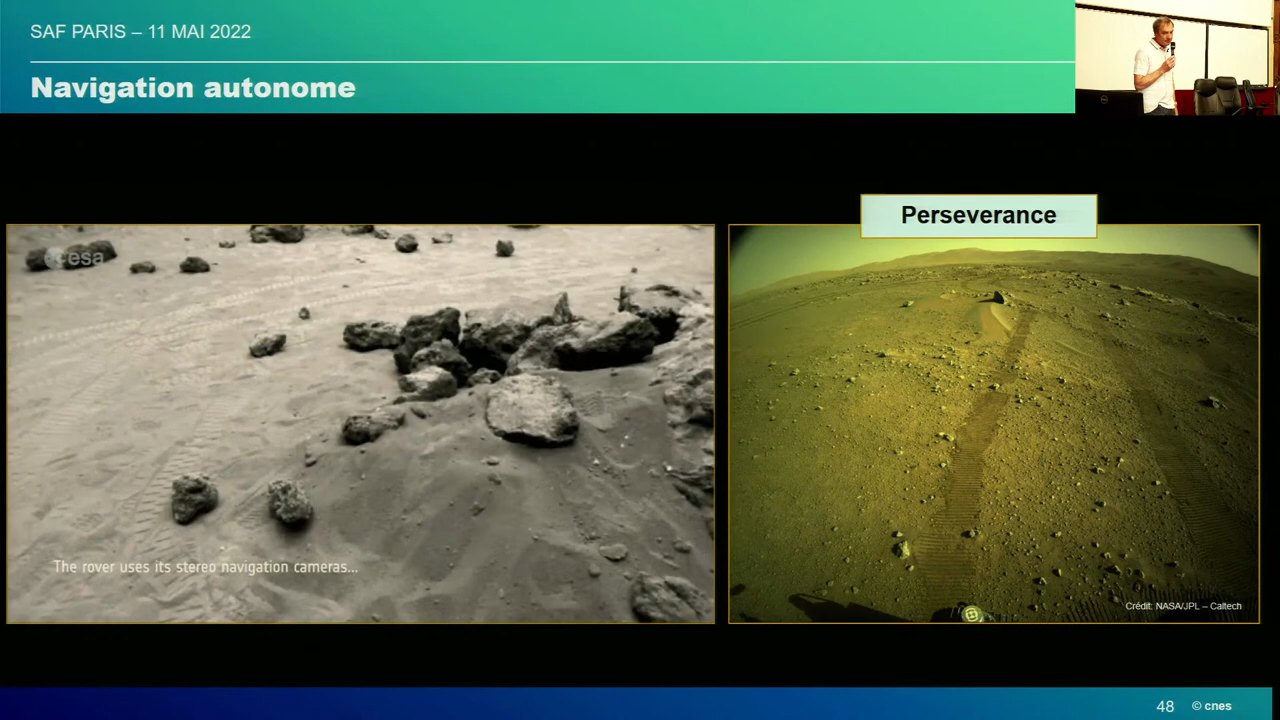 SAF PARIS – 11 MAI 2022
Navigation autonome
Perseverance
esa
The rover uses its stereo navigation cameras...
Crédit: NASA/JPL – Caltech
48 © cnes